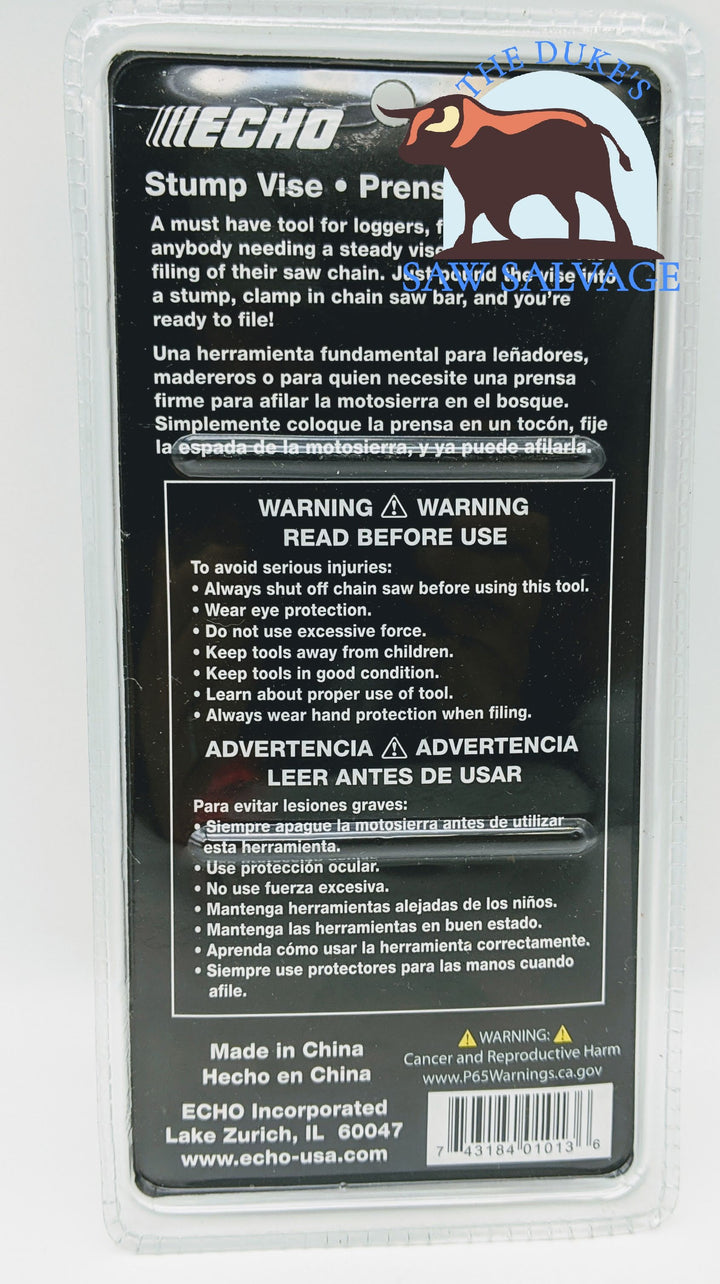 THE DUKE'S
SAW SALVAGE
ECHO
Stump Vise • Prens
A must have tool for loggers, f
anybody needing a steady vise
filing of their saw chain. Just pound the vise into
a stump, clamp in chain saw bar, and you're
ready to file!
Una herramienta fundamental para leñadores,
madereros o para quien necesite una prensa
firme para afilar la motosierra en el bosque.
Simplemente coloque la prensa en un tocón, fije
la espada de la motosierra, y ya puede afilarla.
WARNING ⚠ WARNING
READ BEFORE USE
To avoid serious injuries:
• Always shut off chain saw before using this tool.
• Wear eye protection.
• Do not use excessive force.
• Keep tools away from children.
• Keep tools in good condition.
• Learn about proper use of tool.
• Always wear hand protection when filing.
ADVERTENCIA ⚠ ADVERTENCIA
LEER ANTES DE USAR
Para evitar lesiones graves:
• Siempre apague la motosierra antes de utilizar
esta herramienta.
• Use protección ocular.
• No use fuerza excesiva.
• Mantenga herramientas alejadas de los niños.
• Mantenga las herramientas en buen estado.
• Aprenda cómo usar la herramienta correctamente.
• Siempre use protectores para las manos cuando
afile.
Made in China
Hecho en China
ECHO Incorporated
Lake Zurich, IL 60047
www.echo-usa.com
⚠ WARNING: ⚠
Cancer and Reproductive Harm
www.P65Warnings.ca.gov
7 43184 01013 6